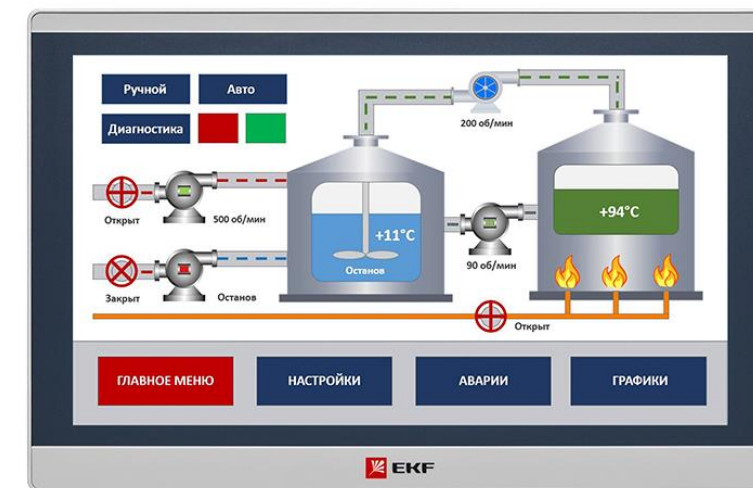 Ручной
Авто
Диагностика
200 об/мин
+94°C
+11°C
Открыт
500 об/мин
Останов
90 об/мин
Закрыт
Останов
Открыт
ГЛАВНОЕ МЕНЮ
НАСТРОЙКИ
АВАРИИ
ГРАФИКИ
EKF